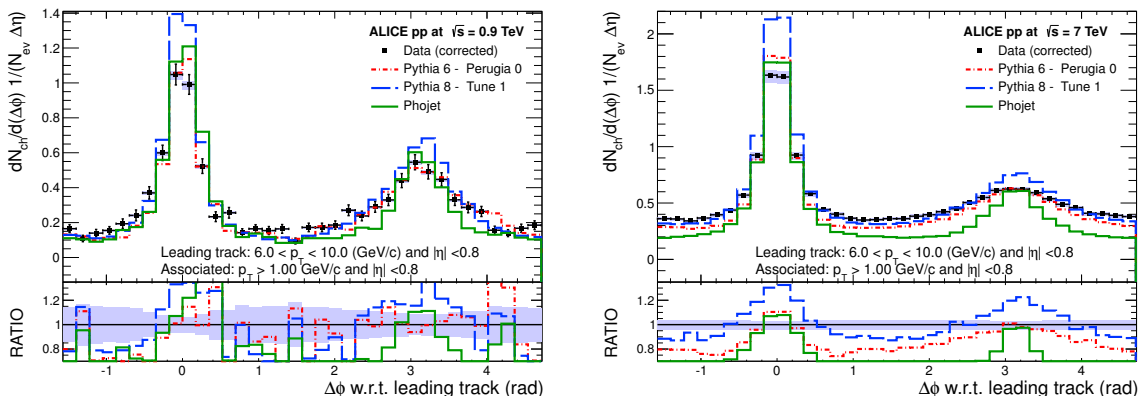 ALICE pp at √s = 0.9 TeV
Data (corrected)
Pythia 6 - Perugia 0
Pythia 8 - Tune 1
Phojet
dN_ch/d(Δϕ) 1/(N_ev Δη)
1.4
1.2
1
0.8
0.6
0.4
0.2
0
Leading track: 6.0 < p_T < 10.0 (GeV/c) and |η| <0.8
Associated: p_T > 1.00 GeV/c and |η| <0.8
RATIO
1.2
1
0.8
-1 0 1 2 3 4
Δϕ w.r.t. leading track (rad)
ALICE pp at √s = 7 TeV
Data (corrected)
Pythia 6 - Perugia 0
Pythia 8 - Tune 1
Phojet
dN_ch/d(Δϕ) 1/(N_ev Δη)
2.5
2
1.5
1
0.5
0
Leading track: 6.0 < p_T < 10.0 (GeV/c) and |η| <0.8
Associated: p_T > 1.00 GeV/c and |η| <0.8
RATIO
1.2
1
0.8
-1 0 1 2 3 4
Δϕ w.r.t. leading track (rad)